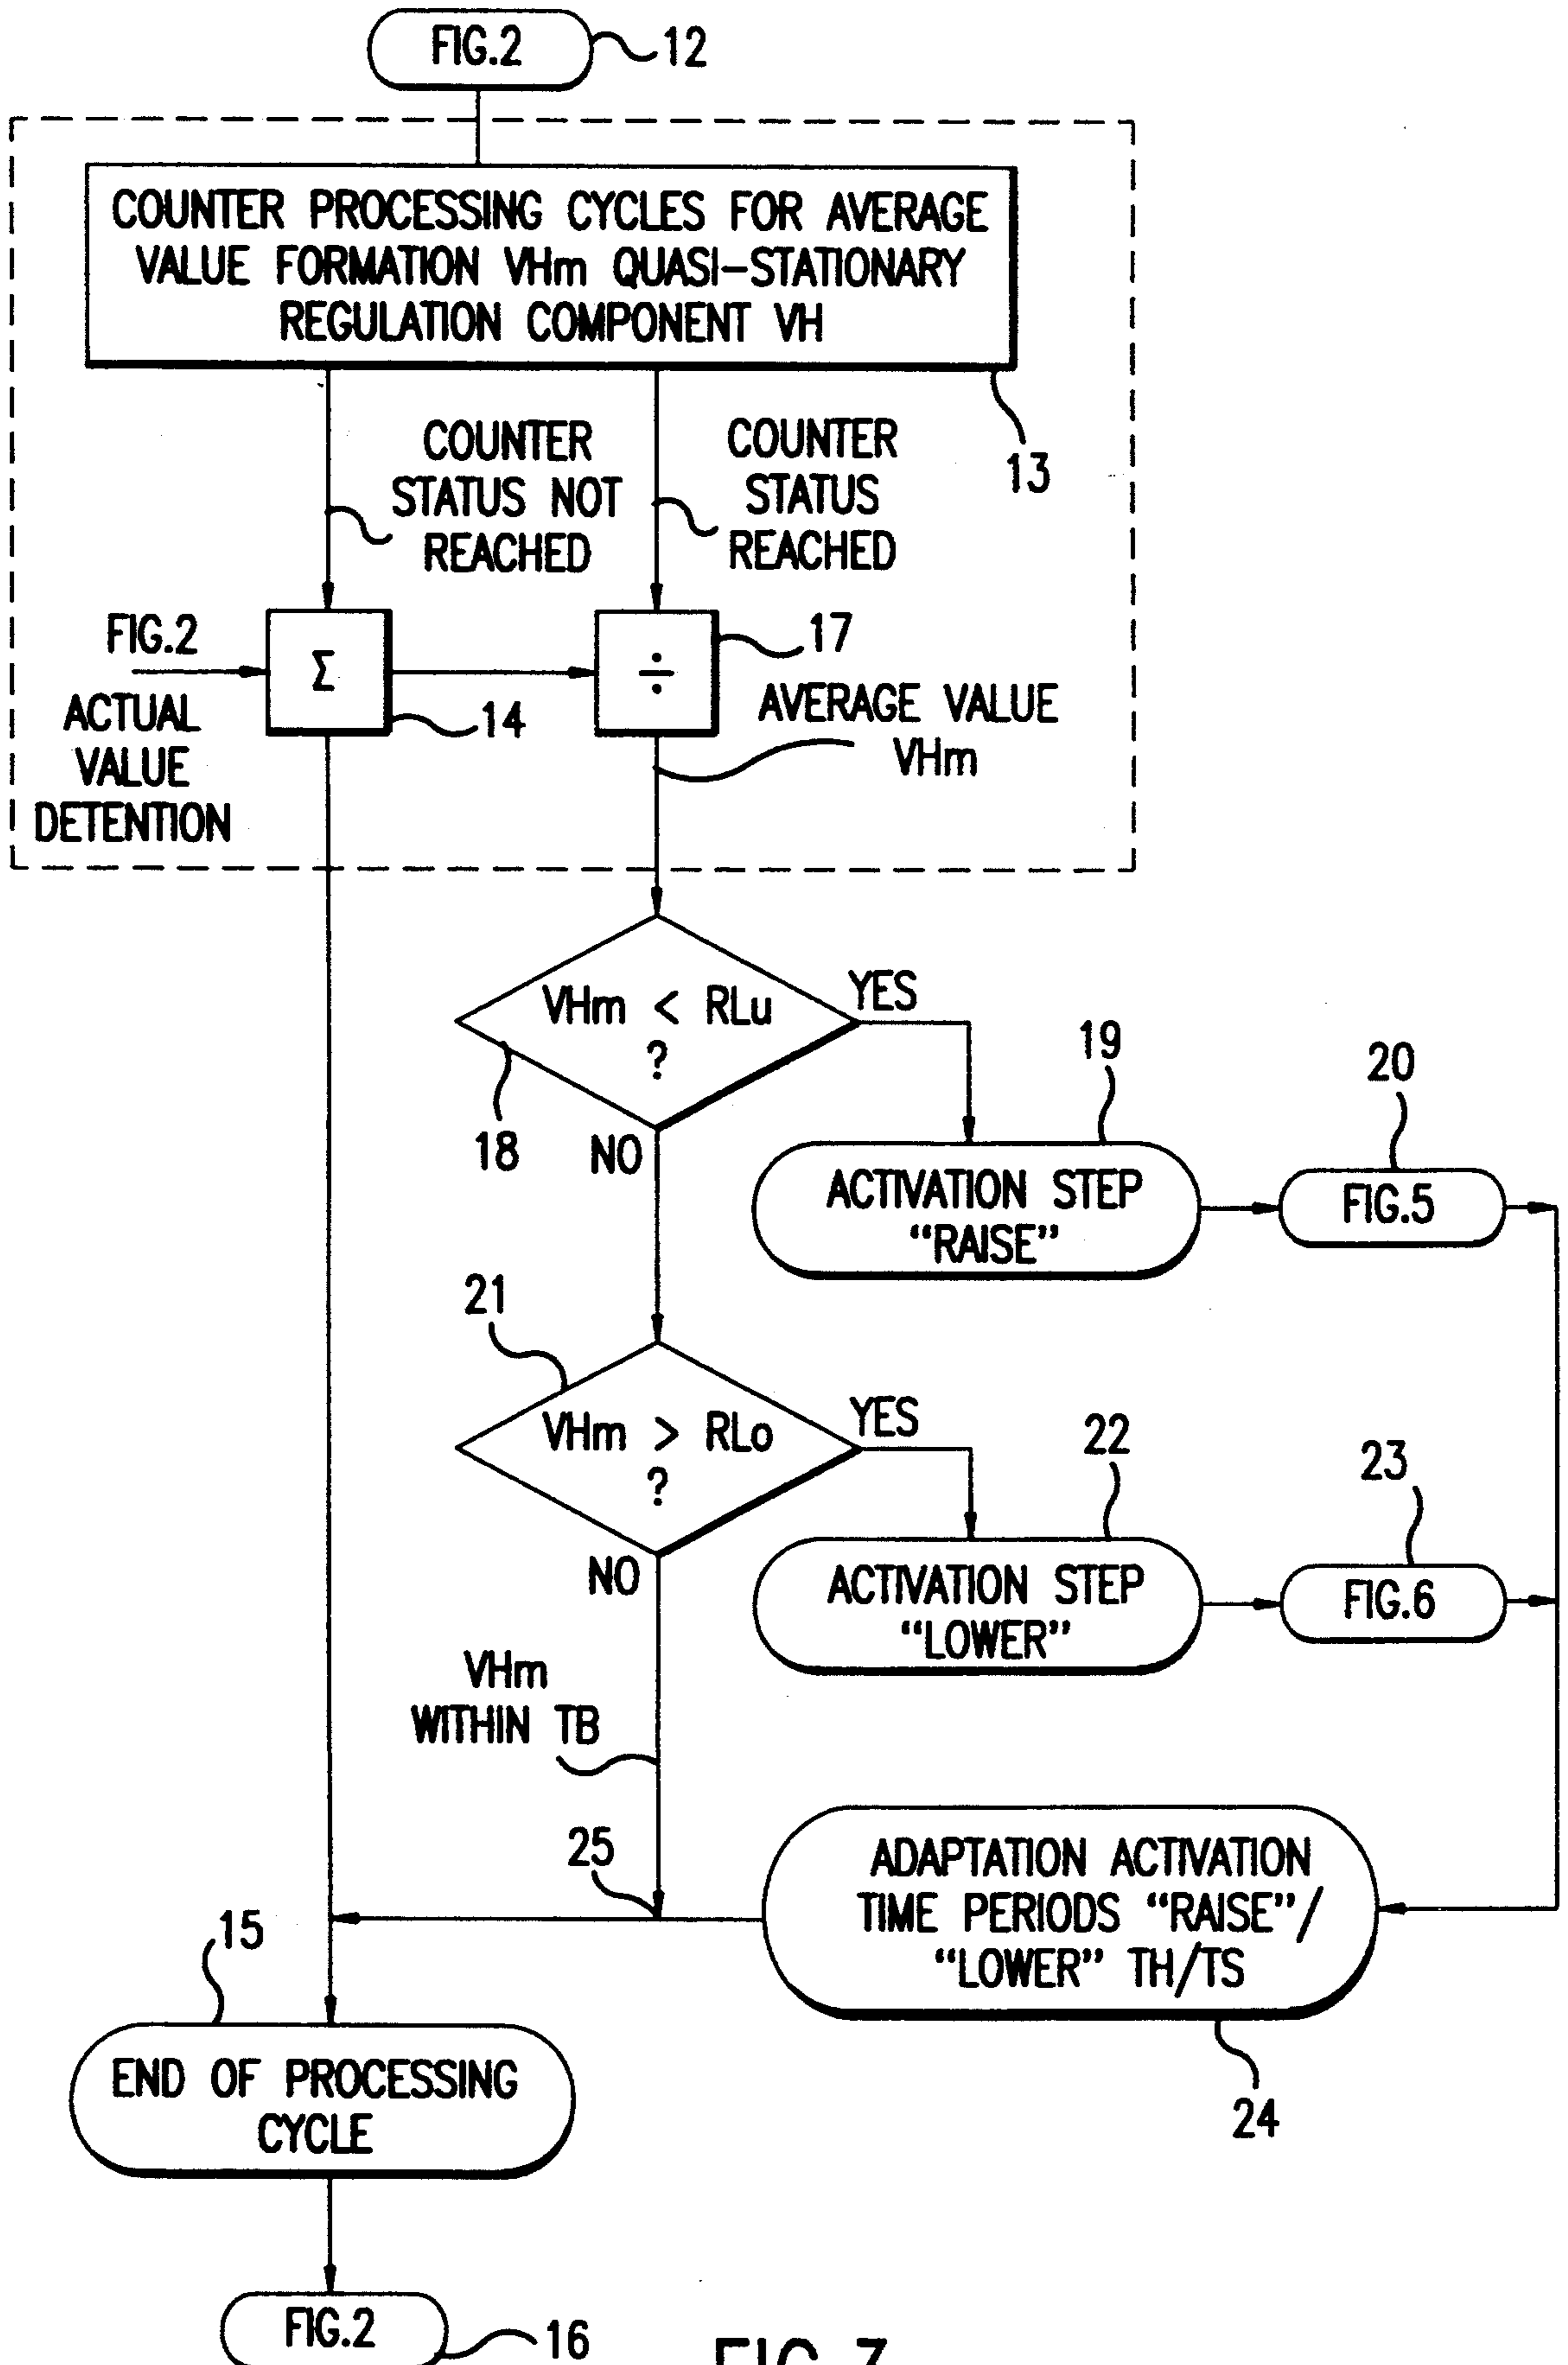 FIG.2
12
COUNTER PROCESSING CYCLES FOR AVERAGE
VALUE FORMATION VHm QUASI-STATIONARY
REGULATION COMPONENT VH
13
COUNTER
STATUS NOT
REACHED
COUNTER
STATUS
REACHED
FIG.2
ACTUAL
VALUE
DETENTION
Σ
14
÷
17
AVERAGE VALUE
VHm
VHm < RLu
?
YES
18
NO
19
ACTIVATION STEP
“RAISE”
20
FIG.5
21
VHm > RLo
?
YES
NO
22
ACTIVATION STEP
“LOWER”
23
FIG.6
VHm
WITHIN TB
25
ADAPTATION ACTIVATION
TIME PERIODS “RAISE”/
“LOWER” TH/TS
24
15
END OF PROCESSING
CYCLE
FIG.2
16